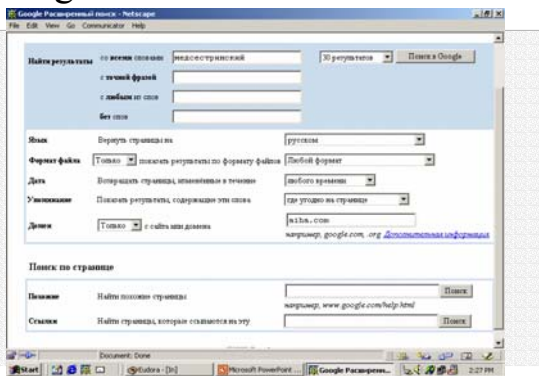 Google Расширенный поиск - Netscape
File Edit View Go Communicator Help
Найти результаты со всеми словами медсестринский 30 результатов Поиск в Google
с точной фразой
с любым из слов
без слов
Язык Вернуть страницы на русском
Формат файла Только показать результаты по формату файлов Любой формат
Дата Возвращать страницы, изменённые в течение любого времени
Упоминание Показать результаты, содержащие эти слова где угодно на странице
Домен Только с сайта или домена
например, google.com, .org Дополнительная информация
Поиск по странице
Похожие Найти похожие страницы Поиск
например, www.google.com/help.html
Ссылки Найти страницы, которые ссылаются на эту Поиск
Document: Done
Start Eudora - [In] Microsoft PowerPoint ... Google Расширенн... 2:27 PM